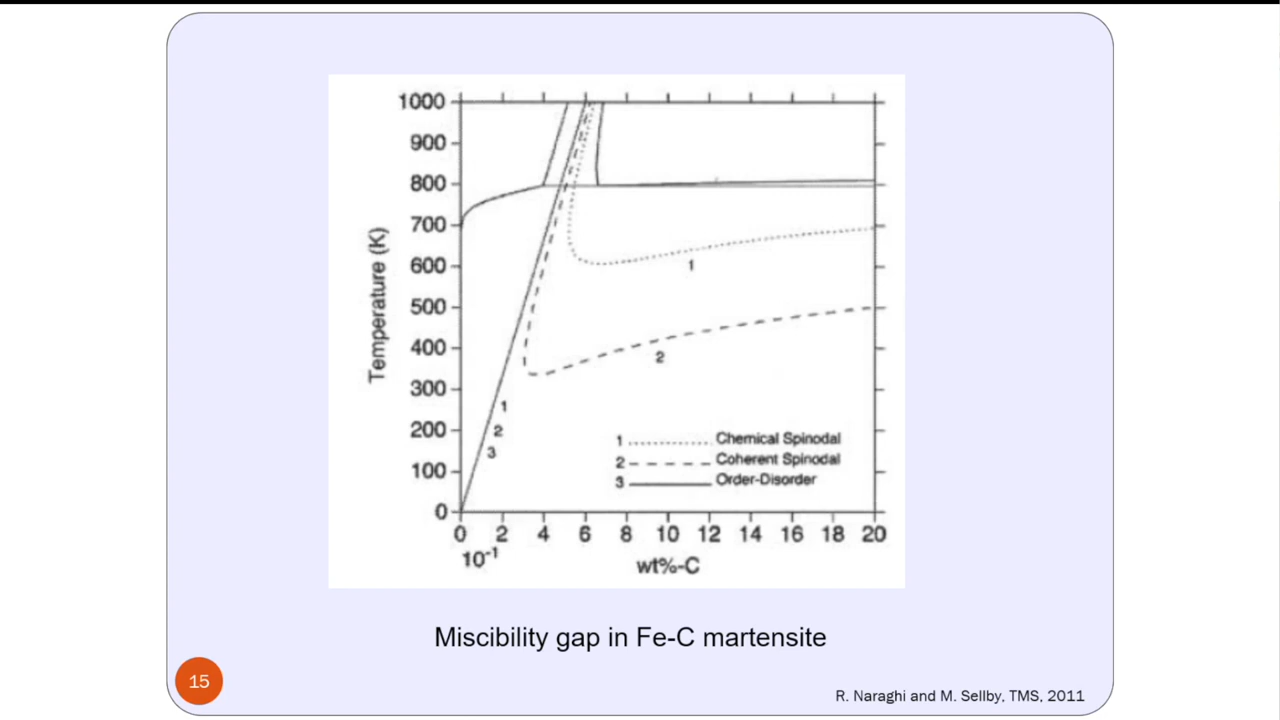 1000
900
800
700
600
500
400
300
200
100
0
Temperature (K)
1
2
1
2
3
1 Chemical Spinodal
2 Coherent Spinodal
3 Order-Disorder
0 2 4 6 8 10 12 14 16 18 20
10⁻¹
wt%-C
Miscibility gap in Fe-C martensite
15
R. Naraghi and M. Sellby, TMS, 2011